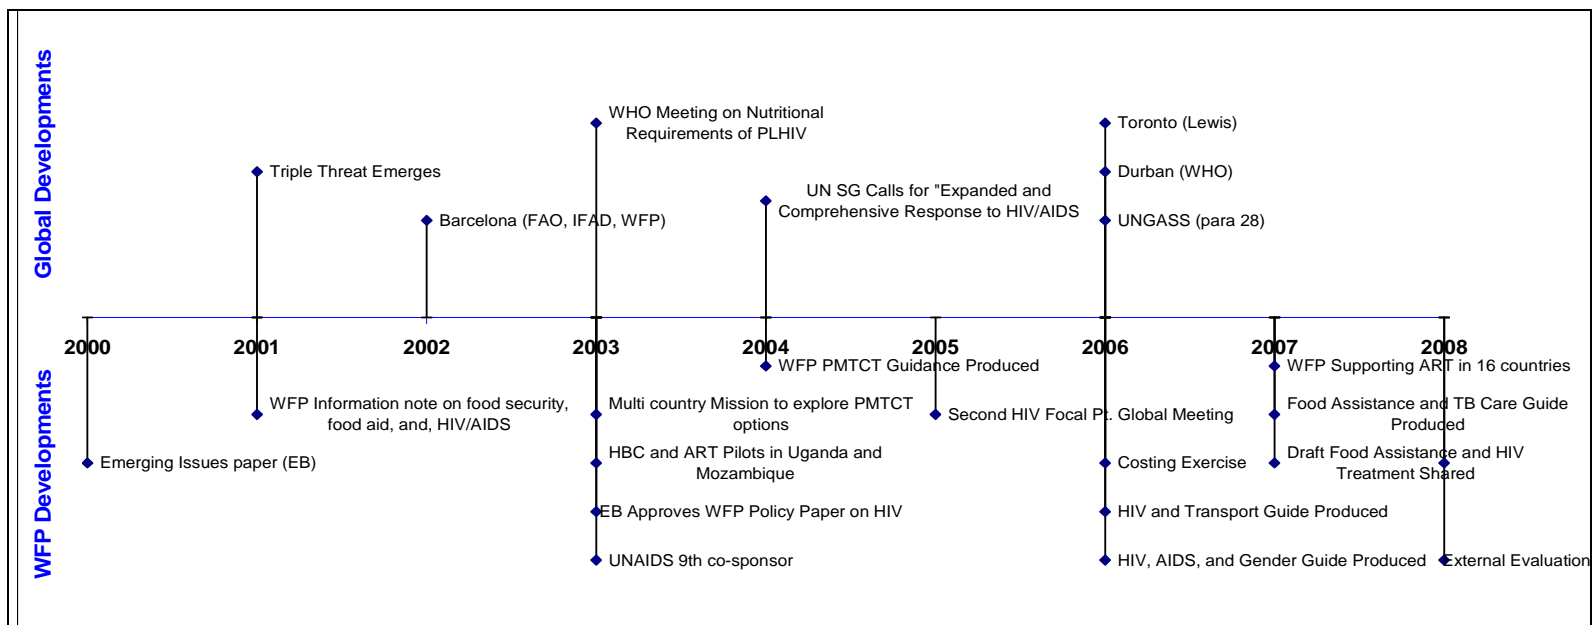 Global Developments
WHO Meeting on Nutritional
Requirements of PLHIV
Toronto (Lewis)
Triple Threat Emerges
Durban (WHO)
UN SG Calls for "Expanded and
Comprehensive Response to HIV/AIDS
Barcelona (FAO, IFAD, WFP)
UNGASS (para 28)
2000
2001
2002
2003
2004
2005
2006
2007
2008
WFP Developments
WFP PMTCT Guidance Produced
WFP Supporting ART in 16 countries
WFP Information note on food security,
food aid, and, HIV/AIDS
Multi country Mission to explore PMTCT
options
Second HIV Focal Pt. Global Meeting
Food Assistance and TB Care Guide
Produced
Emerging Issues paper (EB)
HBC and ART Pilots in Uganda and
Mozambique
Costing Exercise
Draft Food Assistance and HIV
Treatment Shared
EB Approves WFP Policy Paper on HIV
HIV and Transport Guide Produced
UNAIDS 9th co-sponsor
HIV, AIDS, and Gender Guide Produced
External Evaluation